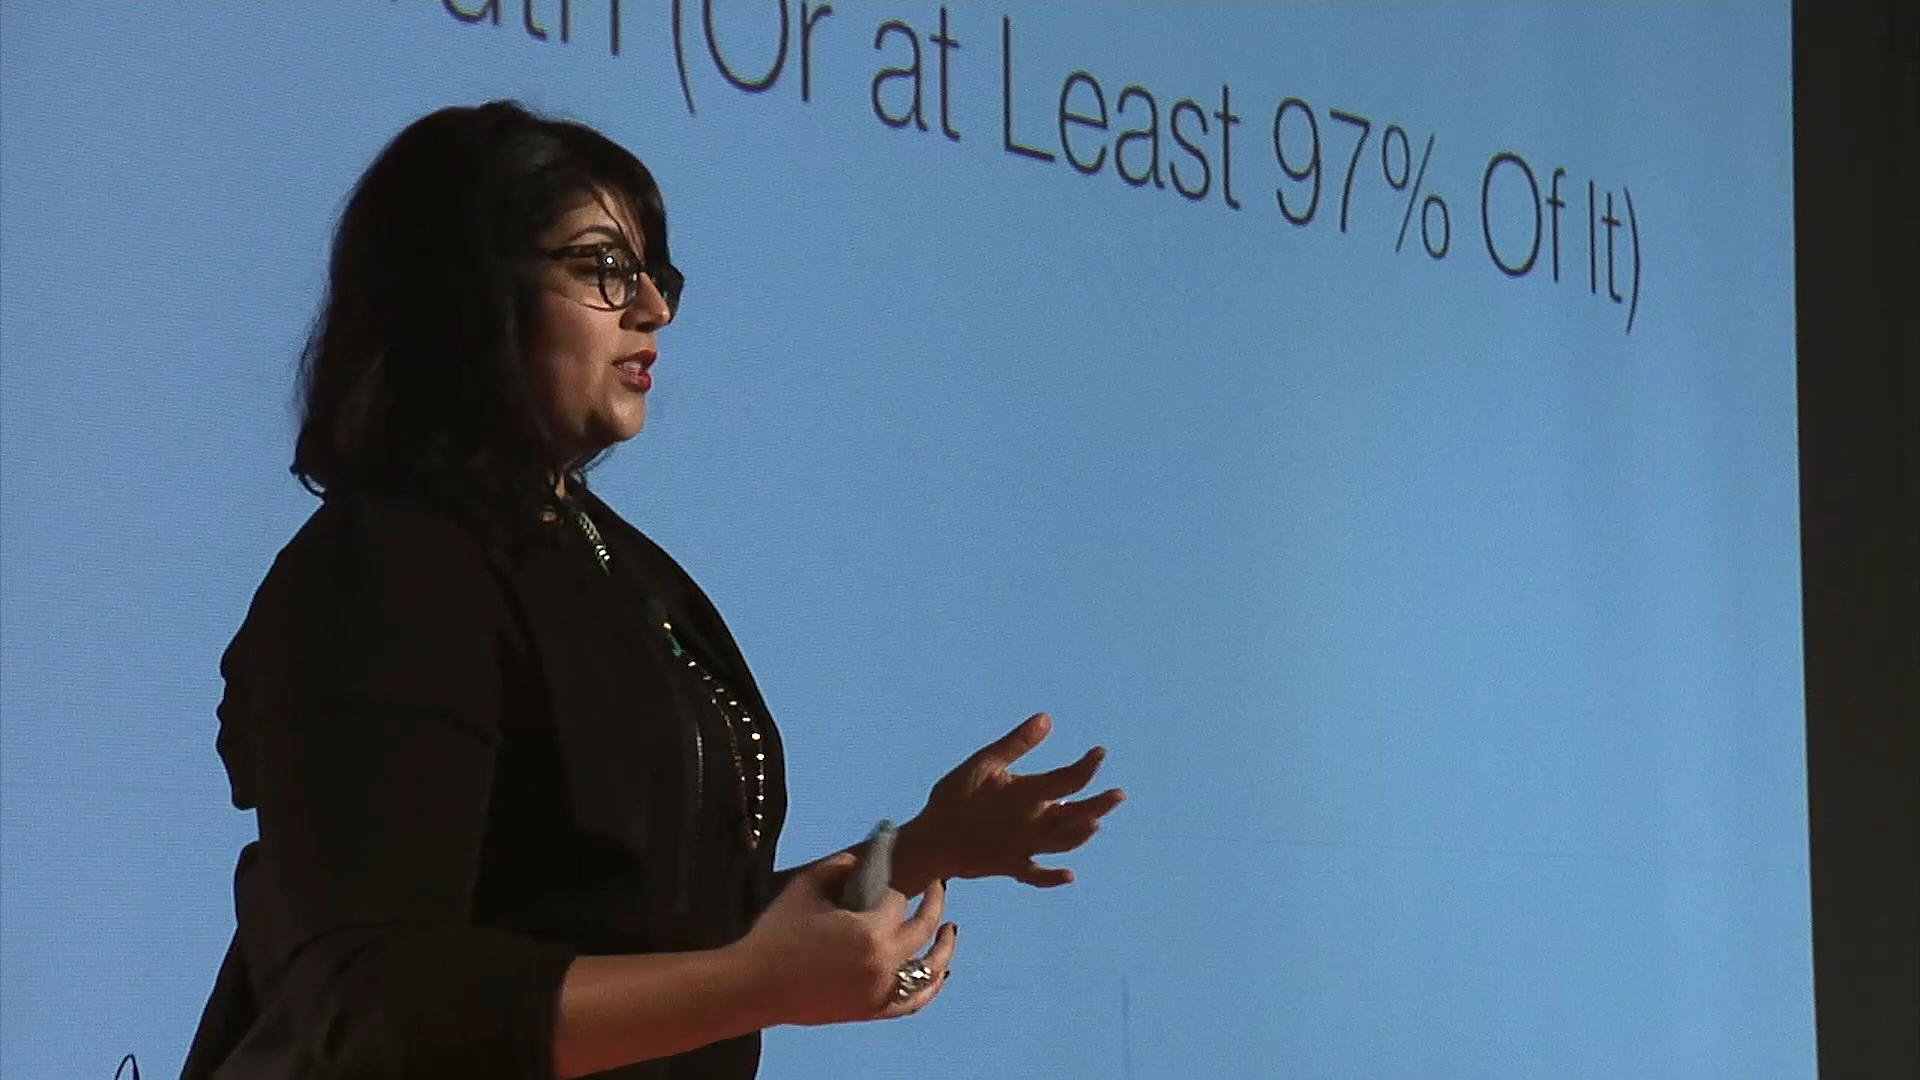 (Or at Least 97% Of It)